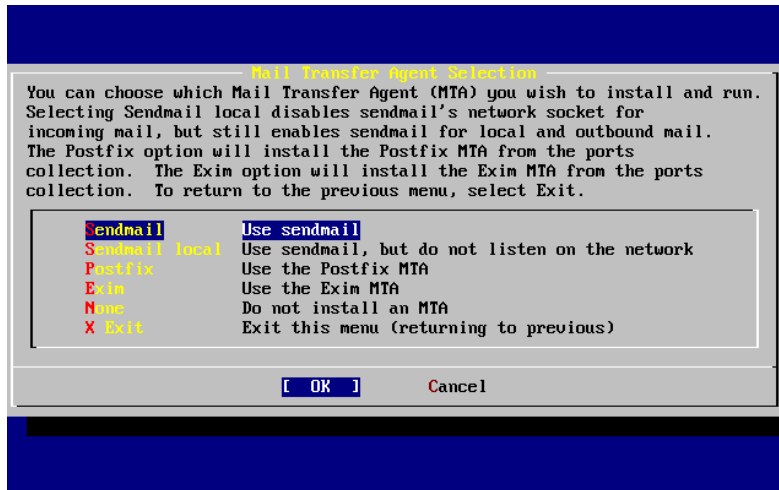 Mail Transfer Agent Selection
You can choose which Mail Transfer Agent (MTA) you wish to install and run.
Selecting Sendmail local disables sendmail's network socket for
incoming mail, but still enables sendmail for local and outbound mail.
The Postfix option will install the Postfix MTA from the ports
collection.  The Exim option will install the Exim MTA from the ports
collection.  To return to the previous menu, select Exit.
Sendmail Use sendmail
Sendmail local Use sendmail, but do not listen on the network
Postfix Use the Postfix MTA
Exim Use the Exim MTA
None Do not install an MTA
X Exit Exit this menu (returning to previous)
[ OK ] Cancel